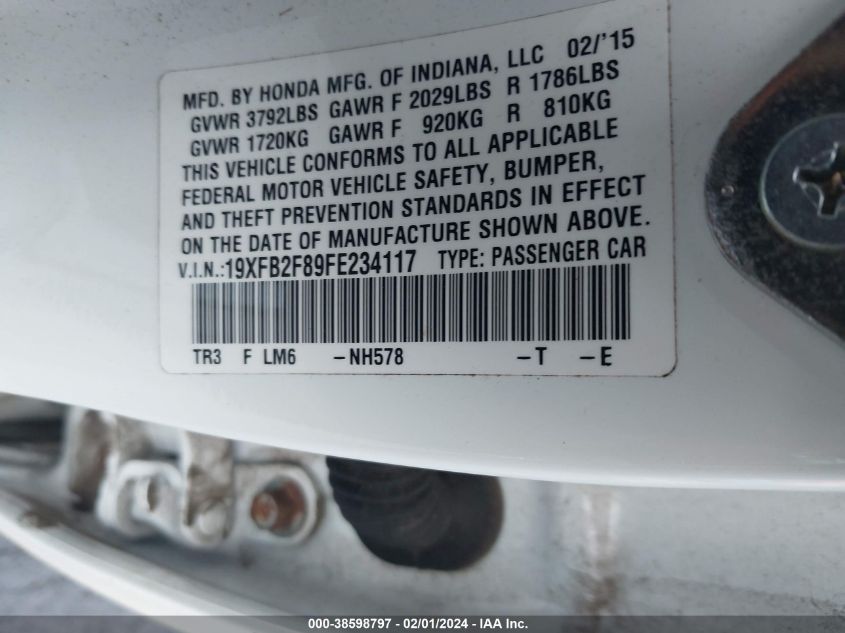 MFD. BY HONDA MFG. OF INDIANA, LLC 02/'15
GVWR 3792LBS GAWR F 2029LBS R 1786LBS
GVWR 1720KG GAWR F 920KG R 810KG
THIS VEHICLE CONFORMS TO ALL APPLICABLE
FEDERAL MOTOR VEHICLE SAFETY, BUMPER,
AND THEFT PREVENTION STANDARDS IN EFFECT
ON THE DATE OF MANUFACTURE SHOWN ABOVE.
V.I.N.:19XFB2F89FE234117 TYPE: PASSENGER CAR
TR3 F LM6 -NH578 -T -E
000-38598797 - 02/01/2024 - IAA Inc.